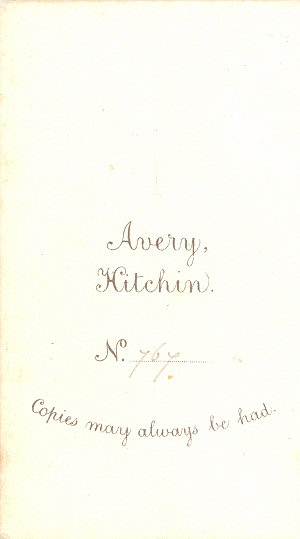 Avery,
Hitchin.
No. 767
Copies may always be had.